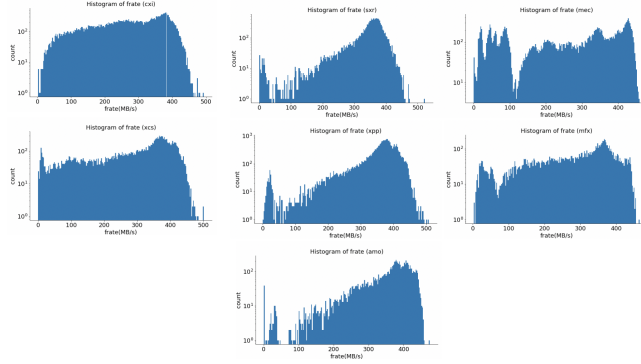 Histogram of frate (cxi)
count
10²
10¹
10⁰
0 100 200 300 400 500
frate(MB/s)
Histogram of frate (sxr)
count
10²
10¹
10⁰
0 100 200 300 400 500
frate(MB/s)
Histogram of frate (mec)
count
10²
10¹
0 100 200 300 400
frate(MB/s)
Histogram of frate (xcs)
count
10²
10¹
10⁰
0 100 200 300 400 500
frate(MB/s)
Histogram of frate (xpp)
count
10³
10²
10¹
10⁰
0 100 200 300 400 500
frate(MB/s)
Histogram of frate (mfx)
count
10²
10¹
10⁰
0 100 200 300 400
frate(MB/s)
Histogram of frate (amo)
count
10²
10¹
10⁰
0 100 200 300 400
frate(MB/s)